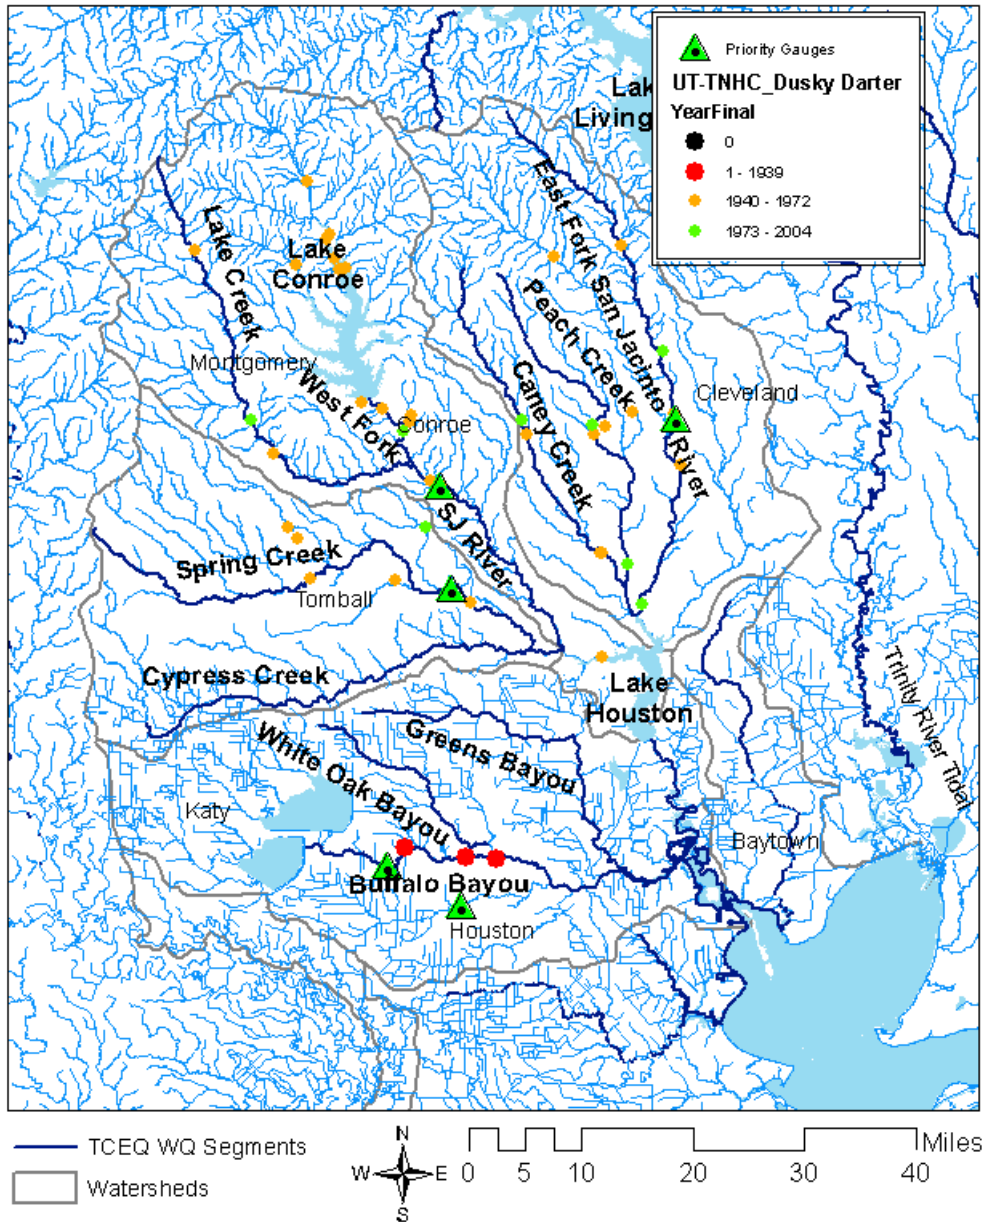 Priority Gauges
UT-TNHC_Dusky Darter
YearFinal
0
1 - 1939
1940 - 1972
1973 - 2004
Lak
Living
East Fork San Jacinto River
Lake Creek
Lake
Conroe
Peach Creek
Montgomery
Caney Creek
Cleveland
West Fork SJ River
Conroe
Spring Creek
Tomball
Cypress Creek
Lake
Houston
Trinity River Tidal
Greens Bayou
White Oak Bayou
Katy
Baytown
Buffalo Bayou
Houston
TCEQ WQ Segments
Watersheds
N
W E
S
0 5 10 20 30 40 Miles